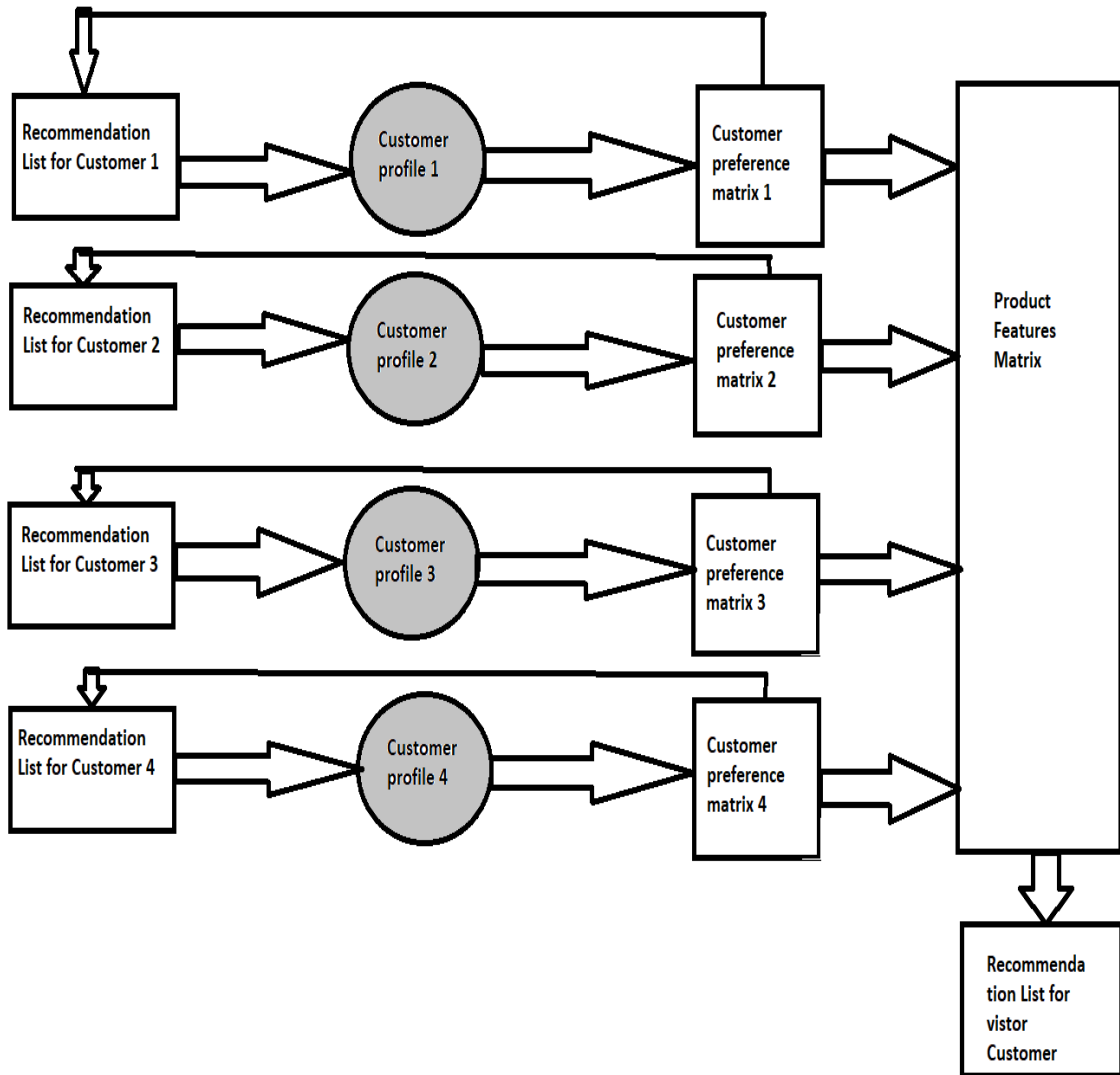 Recommendation
List for Customer 1
Customer
profile 1
Customer
preference
matrix 1
Recommendation
List for Customer 2
Customer
profile 2
Customer
preference
matrix 2
Recommendation
List for Customer 3
Customer
profile 3
Customer
preference
matrix 3
Recommendation
List for Customer 4
Customer
profile 4
Customer
preference
matrix 4
Product
Features
Matrix
Recommenda
tion List for
vistor
Customer